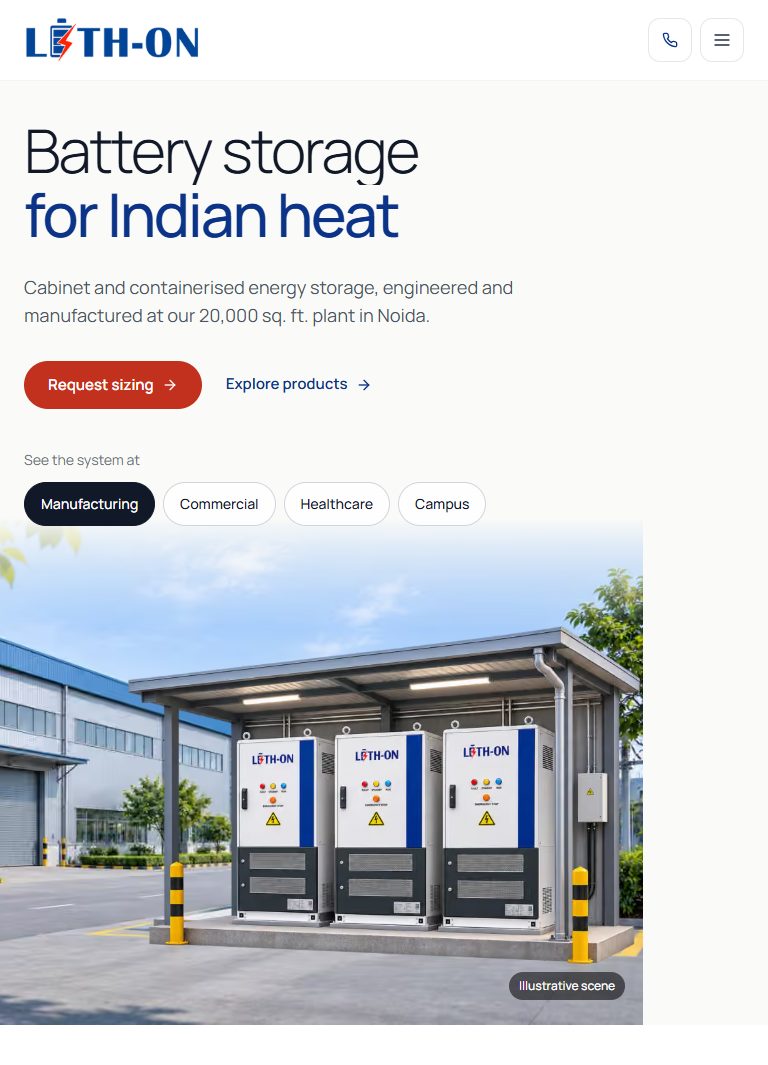 LITH-ON
Battery storage
for Indian heat
Cabinet and containerised energy storage, engineered and
manufactured at our 20,000 sq. ft. plant in Noida.
Request sizing
Explore products
See the system at
Manufacturing
Commercial
Healthcare
Campus
LITH-ON
LITH-ON
LITH-ON
Illustrative scene